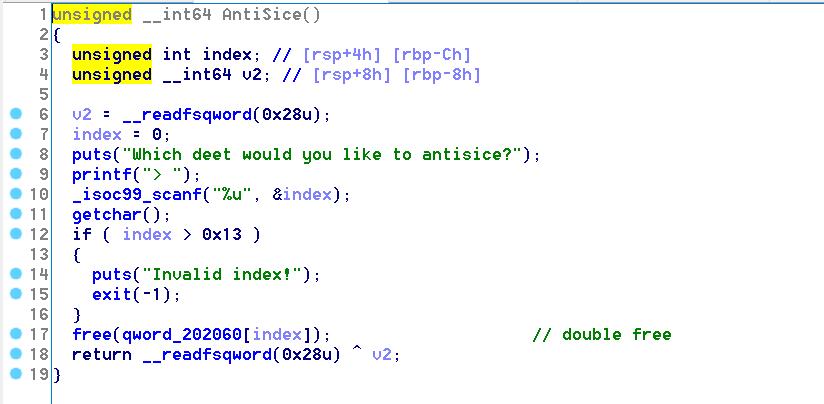 1 unsigned __int64 AntiSice()
2 {
3 unsigned int index; // [rsp+4h] [rbp-Ch]
4 unsigned __int64 v2; // [rsp+8h] [rbp-8h]
5
6 v2 = __readfsqword(0x28u);
7 index = 0;
8 puts("Which deet would you like to antisice?");
9 printf("> ");
10 _isoc99_scanf("%u", &index);
11 getchar();
12 if ( index > 0x13 )
13 {
14 puts("Invalid index!");
15 exit(-1);
16 }
17 free(qword_202060[index]); // double free
18 return __readfsqword(0x28u) ^ v2;
19 }